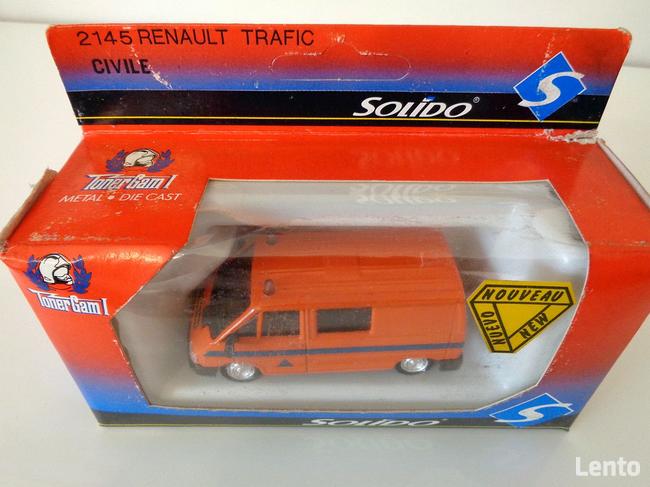 2145 RENAULT TRAFIC
CIVILE
SOLIDO®
Toner Gam I
METAL • DIE CAST
Toner Gam I
NOUVEAU
NUEVO
NEW
SOLIDO
Lento